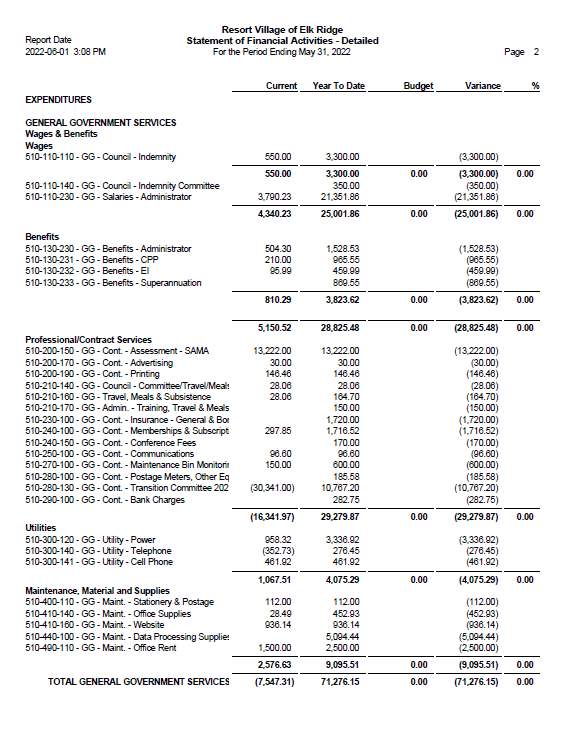 Resort Village of Elk Ridge
Report Date Statement of Financial Activities - Detailed
2022-06-01 3:08 PM For the Period Ending May 31, 2022 Page 2
Current Year To Date Budget Variance %
EXPENDITURES
GENERAL GOVERNMENT SERVICES
Wages & Benefits
Wages
510-110-110 - GG - Council - Indemnity 550.00 3,300.00 (3,300.00)
550.00 3,300.00 0.00 (3,300.00) 0.00
510-110-140 - GG - Council - Indemnity Committee 350.00 (350.00)
510-110-230 - GG - Salaries - Administrator 3,790.23 21,351.86 (21,351.86)
4,340.23 25,001.86 0.00 (25,001.86) 0.00
Benefits
510-130-230 - GG - Benefits - Administrator 504.30 1,528.53 (1,528.53)
510-130-231 - GG - Benefits - CPP 210.00 965.55 (965.55)
510-130-232 - GG - Benefits - EI 95.99 459.99 (459.99)
510-130-233 - GG - Benefits - Superannuation 869.55 (869.55)
810.29 3,823.62 0.00 (3,823.62) 0.00
5,150.52 28,825.48 0.00 (28,825.48) 0.00
Professional/Contract Services
510-200-150 - GG - Cont. - Assessment - SAMA 13,222.00 13,222.00 (13,222.00)
510-200-170 - GG - Cont. - Advertising 30.00 30.00 (30.00)
510-200-190 - GG - Cont. - Printing 146.46 146.46 (146.46)
510-210-140 - GG - Council - Committee/Travel/Meals 28.06 28.06 (28.06)
510-210-160 - GG - Travel, Meals & Subsistence 28.06 164.70 (164.70)
510-210-170 - GG - Admin. - Training, Travel & Meals 150.00 (150.00)
510-230-100 - GG - Cont. - Insurance - General & Bor 1,720.00 (1,720.00)
510-240-100 - GG - Cont. - Memberships & Subscripti 297.85 1,716.52 (1,716.52)
510-240-150 - GG - Cont. - Conference Fees 170.00 (170.00)
510-250-100 - GG - Cont. - Communications 96.60 96.60 (96.60)
510-270-100 - GG - Cont. - Maintenance Bin Monitorir 150.00 600.00 (600.00)
510-280-100 - GG - Cont. - Postage Meters, Other Eq 185.58 (185.58)
510-280-130 - GG - Cont. - Transition Committee 202 (30,341.00) 10,767.20 (10,767.20)
510-290-100 - GG - Cont. - Bank Charges 282.75 (282.75)
(16,341.97) 29,279.87 0.00 (29,279.87) 0.00
Utilities
510-300-120 - GG - Utility - Power 958.32 3,336.92 (3,336.92)
510-300-140 - GG - Utility - Telephone (352.73) 276.45 (276.45)
510-300-141 - GG - Utility - Cell Phone 461.92 461.92 (461.92)
1,067.51 4,075.29 0.00 (4,075.29) 0.00
Maintenance, Material and Supplies
510-400-110 - GG - Maint. - Stationery & Postage 112.00 112.00 (112.00)
510-410-140 - GG - Maint. - Office Supplies 28.49 452.93 (452.93)
510-410-160 - GG - Maint. - Website 936.14 936.14 (936.14)
510-440-100 - GG - Maint. - Data Processing Supplies 5,094.44 (5,094.44)
510-490-110 - GG - Maint. - Office Rent 1,500.00 2,500.00 (2,500.00)
2,576.63 9,095.51 0.00 (9,095.51) 0.00
TOTAL GENERAL GOVERNMENT SERVICES (7,547.31) 71,276.15 0.00 (71,276.15) 0.00